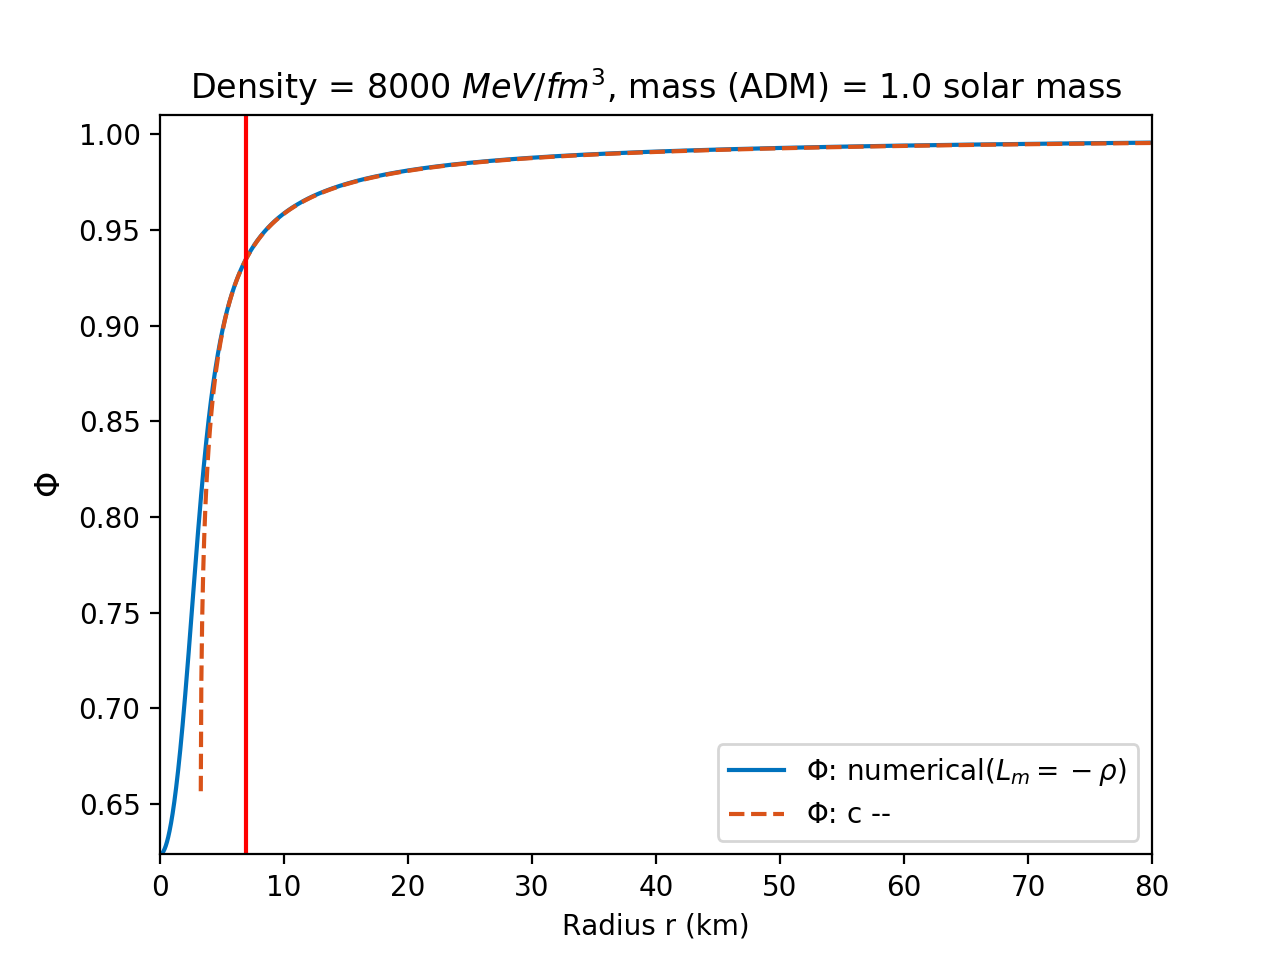 Density = 8000 MeV/fm³, mass (ADM) = 1.0 solar mass
1.00
0.95
0.90
0.85
0.80
0.75
0.70
0.65
Φ
Φ: numerical(Lₘ = − ρ)
Φ: c --
0 10 20 30 40 50 60 70 80
Radius r (km)